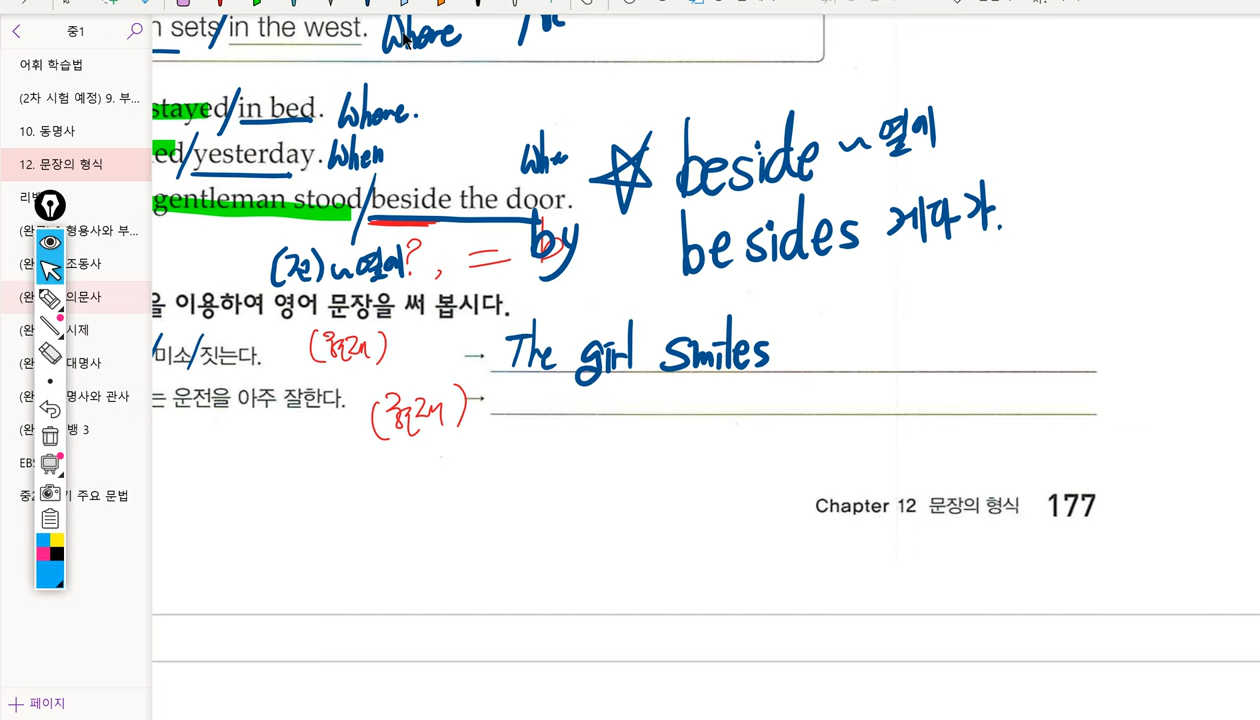 중1
어휘 학습법
(2차 시험 예정) 9. 부...
10. 동명사
12. 문장의 형식
리
(완 형용사와 부...
(완 조동사
(완 의문사
(완 시제
(완 대명사
(완 명사와 관사
(완 뱅 3
EBS
중2 기 주요 문법
페이지
n sets / in the west. Where
stayed / in bed. Where.
ed / yesterday. When
gentleman stood / beside the door.
(전) ~옆에?, = by
☆ beside ~옆에
besides 게다가.
을 이용하여 영어 문장을 써 봅시다.
미소/짓는다. (현재) → The girl smiles
는 운전을 아주 잘한다. (현재) →
Chapter 12 문장의 형식 177